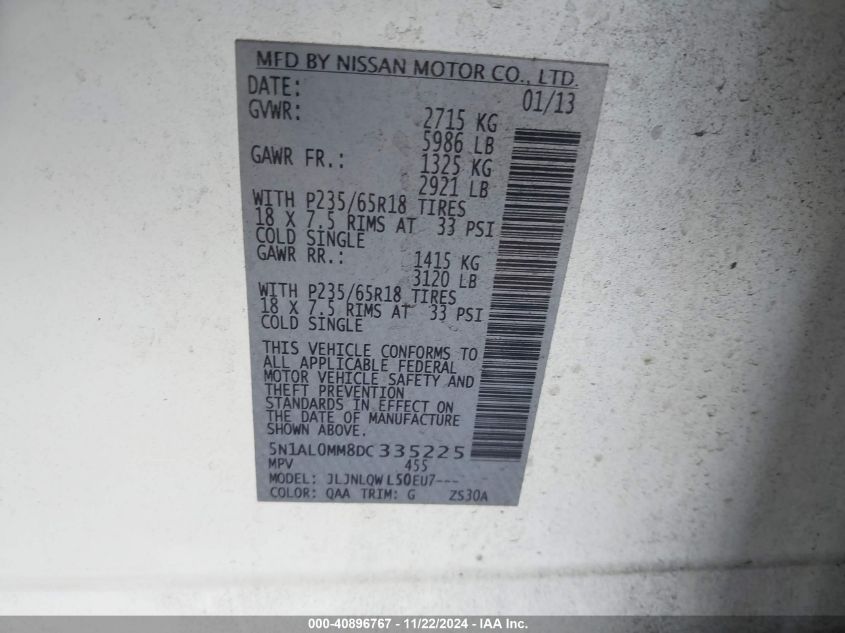 MFD BY NISSAN MOTOR CO., LTD.
DATE: 01/13
GVWR: 2715 KG
5986 LB
GAWR FR.: 1325 KG
2921 LB
WITH P235/65R18 TIRES
18 X 7.5 RIMS AT 33 PSI
COLD SINGLE
GAWR RR.: 1415 KG
3120 LB
WITH P235/65R18 TIRES
18 X 7.5 RIMS AT 33 PSI
COLD SINGLE
THIS VEHICLE CONFORMS TO
ALL APPLICABLE FEDERAL
MOTOR VEHICLE SAFETY AND
THEFT PREVENTION
STANDARDS IN EFFECT ON
THE DATE OF MANUFACTURE
SHOWN ABOVE.
5N1AL0MM8DC335225
MPV 455
MODEL: JLJNLQWL50EU7---
COLOR: QAA TRIM: G ZS30A
000-40896767 - 11/22/2024 - IAA Inc.